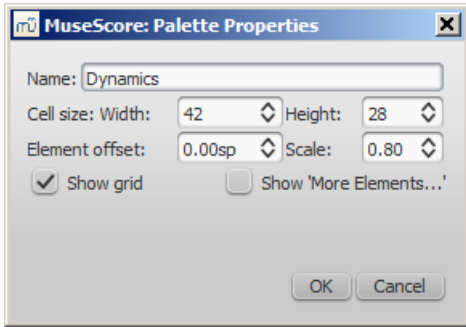 MuseScore: Palette Properties
Name: Dynamics
Cell size: Width: 42 Height: 28
Element offset: 0.00sp Scale: 0.80
Show grid Show 'More Elements...'
OK Cancel